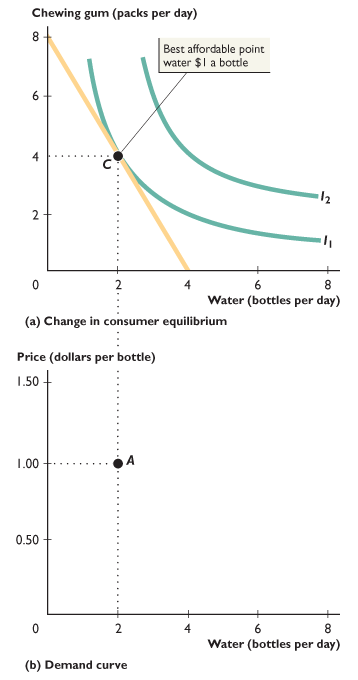 Chewing gum (packs per day)
8
Best affordable point
water $1 a bottle
6
4
C
2
I2
I1
0
2
4
6
8
Water (bottles per day)
(a) Change in consumer equilibrium
Price (dollars per bottle)
1.50
1.00
A
0.50
0
2
4
6
8
Water (bottles per day)
(b) Demand curve